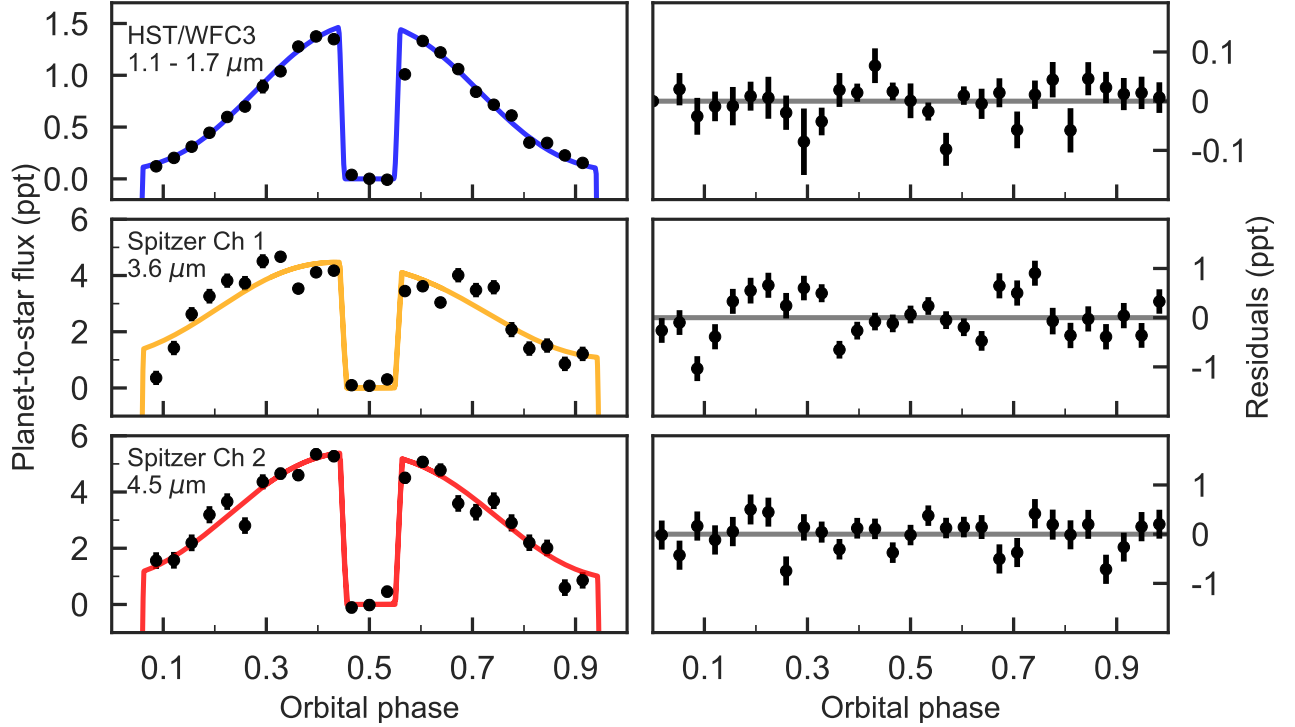 HST/WFC3
1.1 - 1.7 μm
1.5
1.0
0.5
0.0
0.1
0
-0.1
Spitzer Ch 1
3.6 μm
6
4
2
0
1
0
-1
Spitzer Ch 2
4.5 μm
6
4
2
0
1
0
-1
Planet-to-star flux (ppt)
Residuals (ppt)
0.1 0.3 0.5 0.7 0.9
0.1 0.3 0.5 0.7 0.9
Orbital phase
Orbital phase